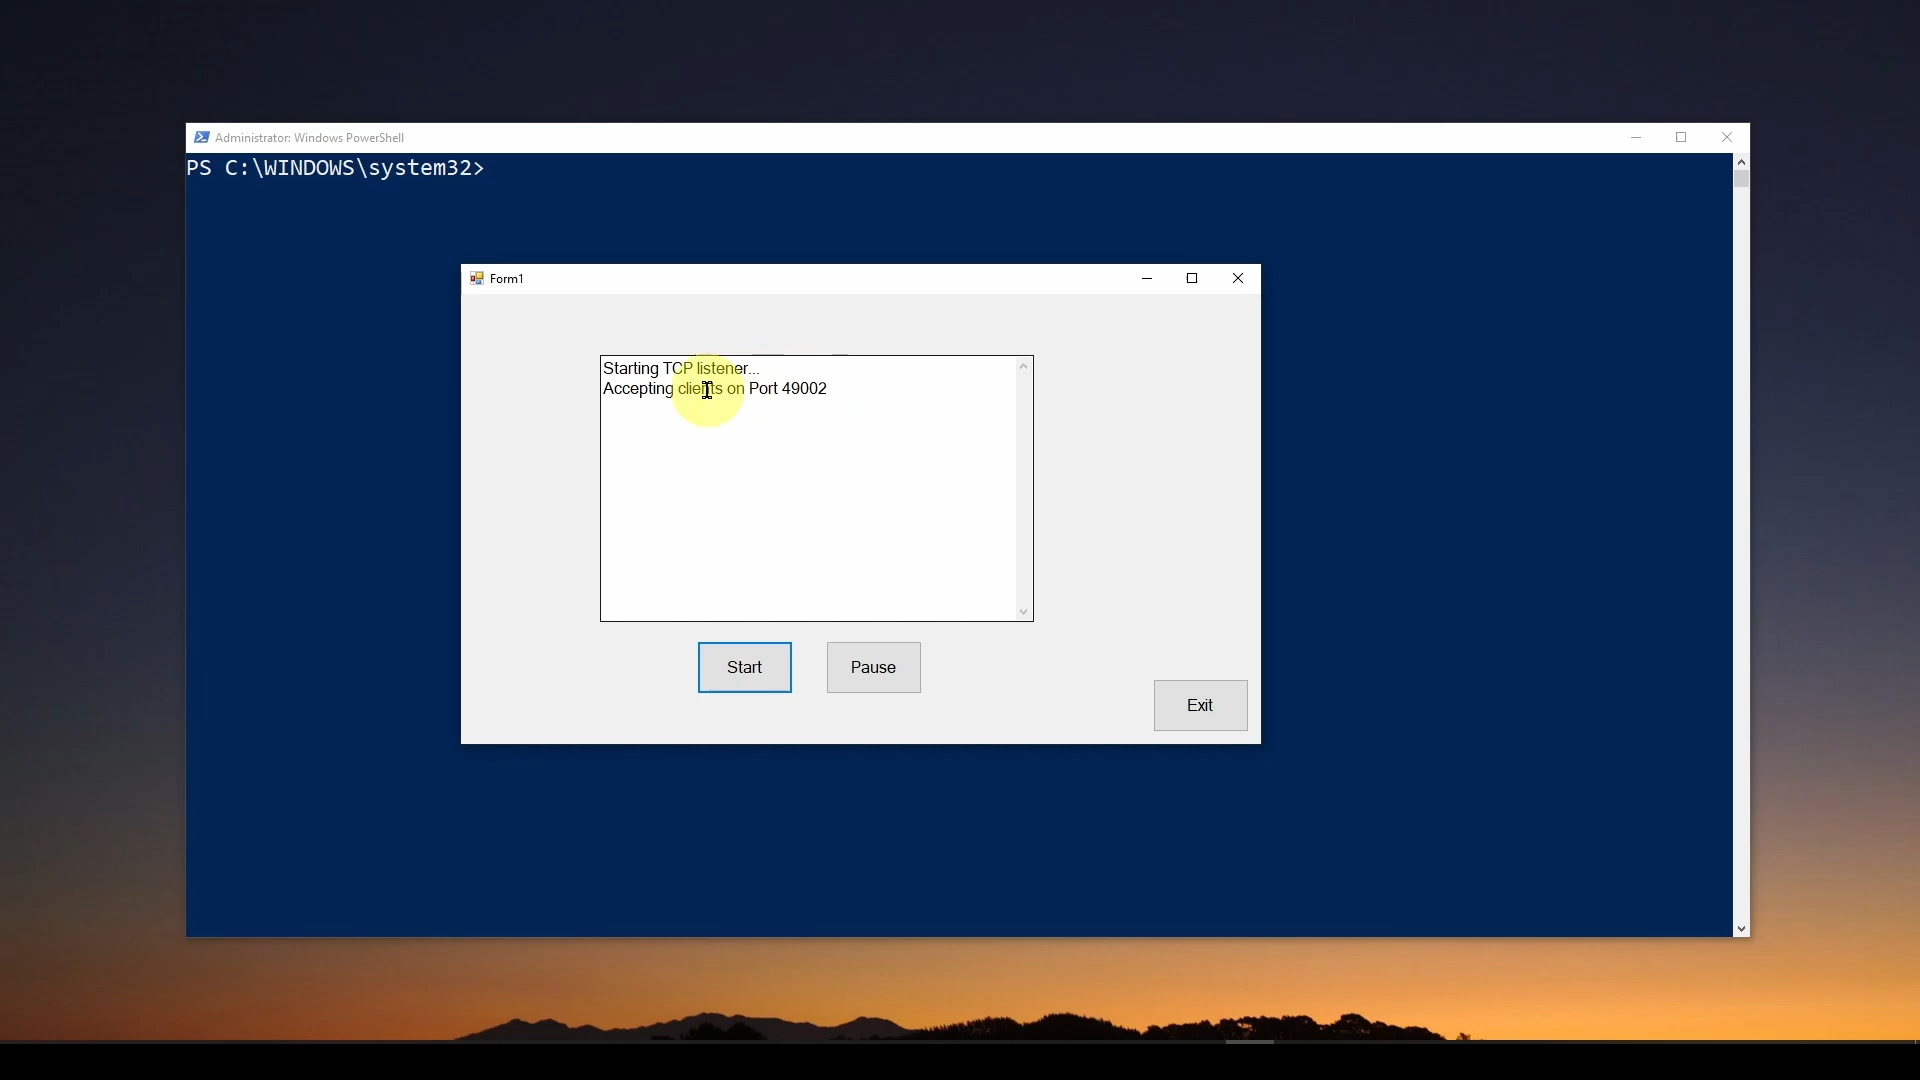 Administrator: Windows PowerShell
PS C:\WINDOWS\system32>
Form1
Starting TCP listener...
Accepting clients on Port 49002
Start
Pause
Exit